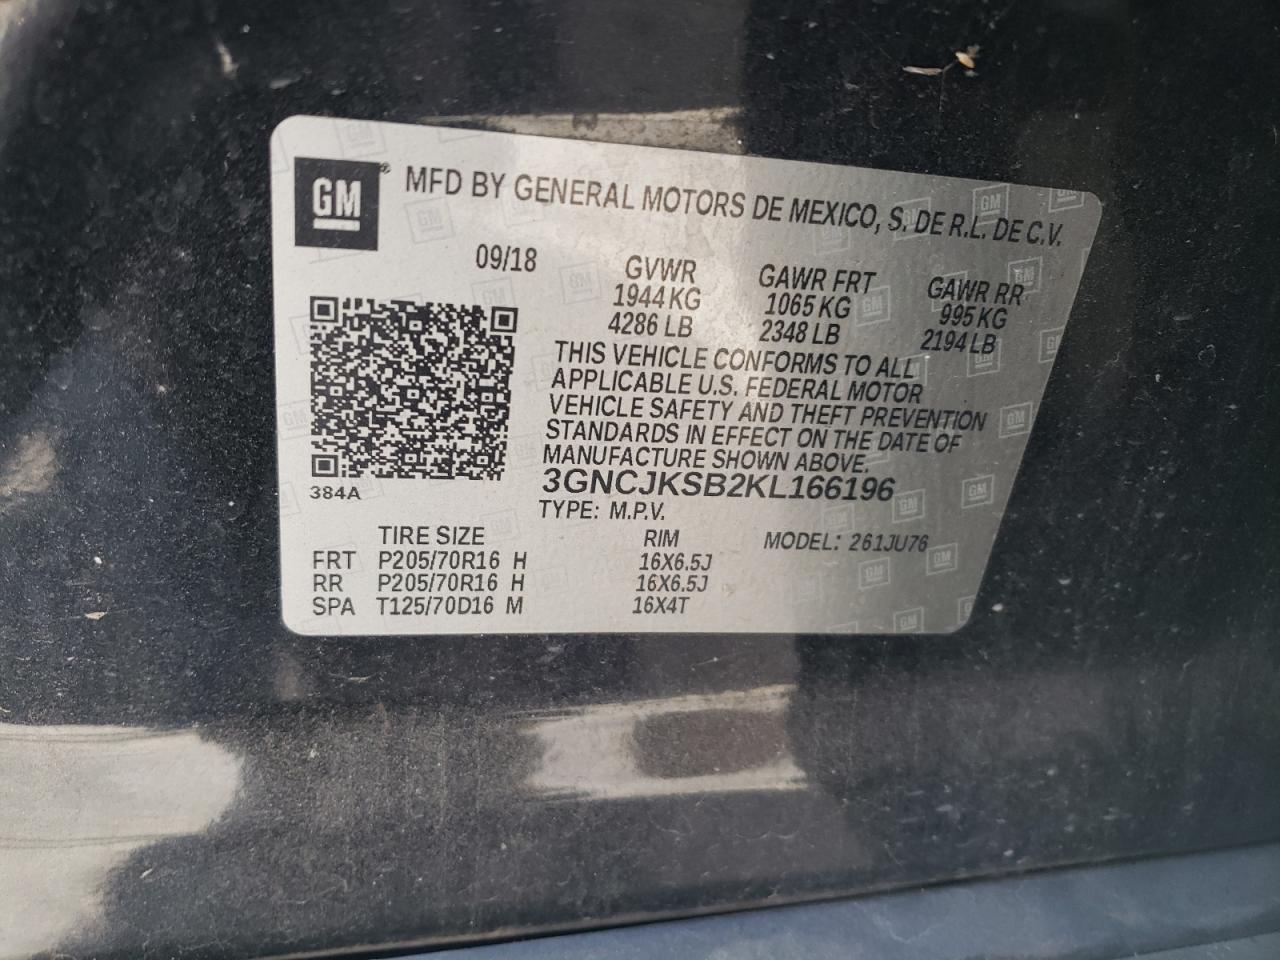 GM® MFD BY GENERAL MOTORS DE MEXICO, S. DE R.L. DE C.V.
09/18 GVWR GAWR FRT GAWR RR
1944 KG 1065 KG 995 KG
4286 LB 2348 LB 2194 LB
THIS VEHICLE CONFORMS TO ALL
APPLICABLE U.S. FEDERAL MOTOR
VEHICLE SAFETY AND THEFT PREVENTION
STANDARDS IN EFFECT ON THE DATE OF
MANUFACTURE SHOWN ABOVE.
3GNCJKSB2KL166196
384A
TYPE: M.P.V.
TIRE SIZE RIM MODEL: 261JU76
FRT P205/70R16 H 16X6.5J
RR P205/70R16 H 16X6.5J
SPA T125/70D16 M 16X4T